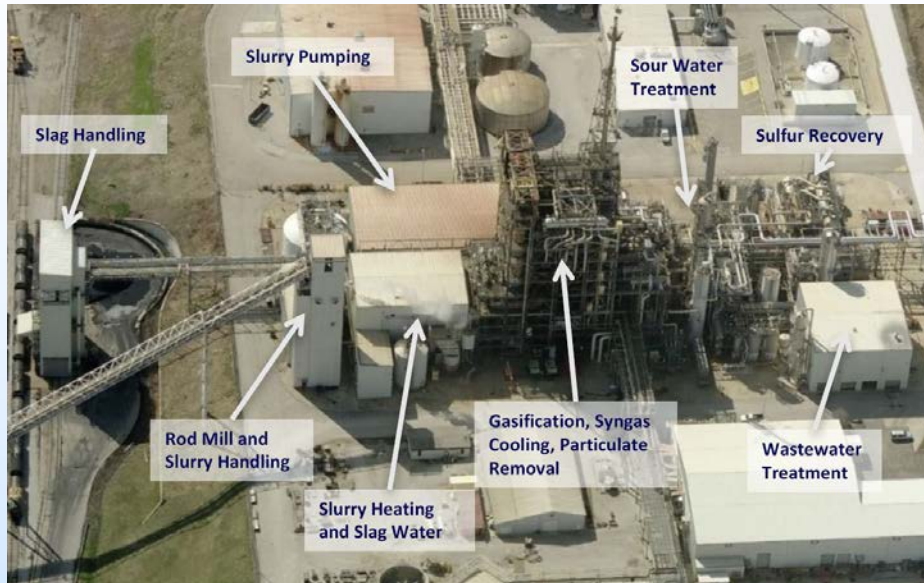 Slurry Pumping
Sour Water
Treatment
Slag Handling
Sulfur Recovery
Rod Mill and
Slurry Handling
Gasification, Syngas
Cooling, Particulate
Removal
Wastewater
Treatment
Slurry Heating
and Slag Water